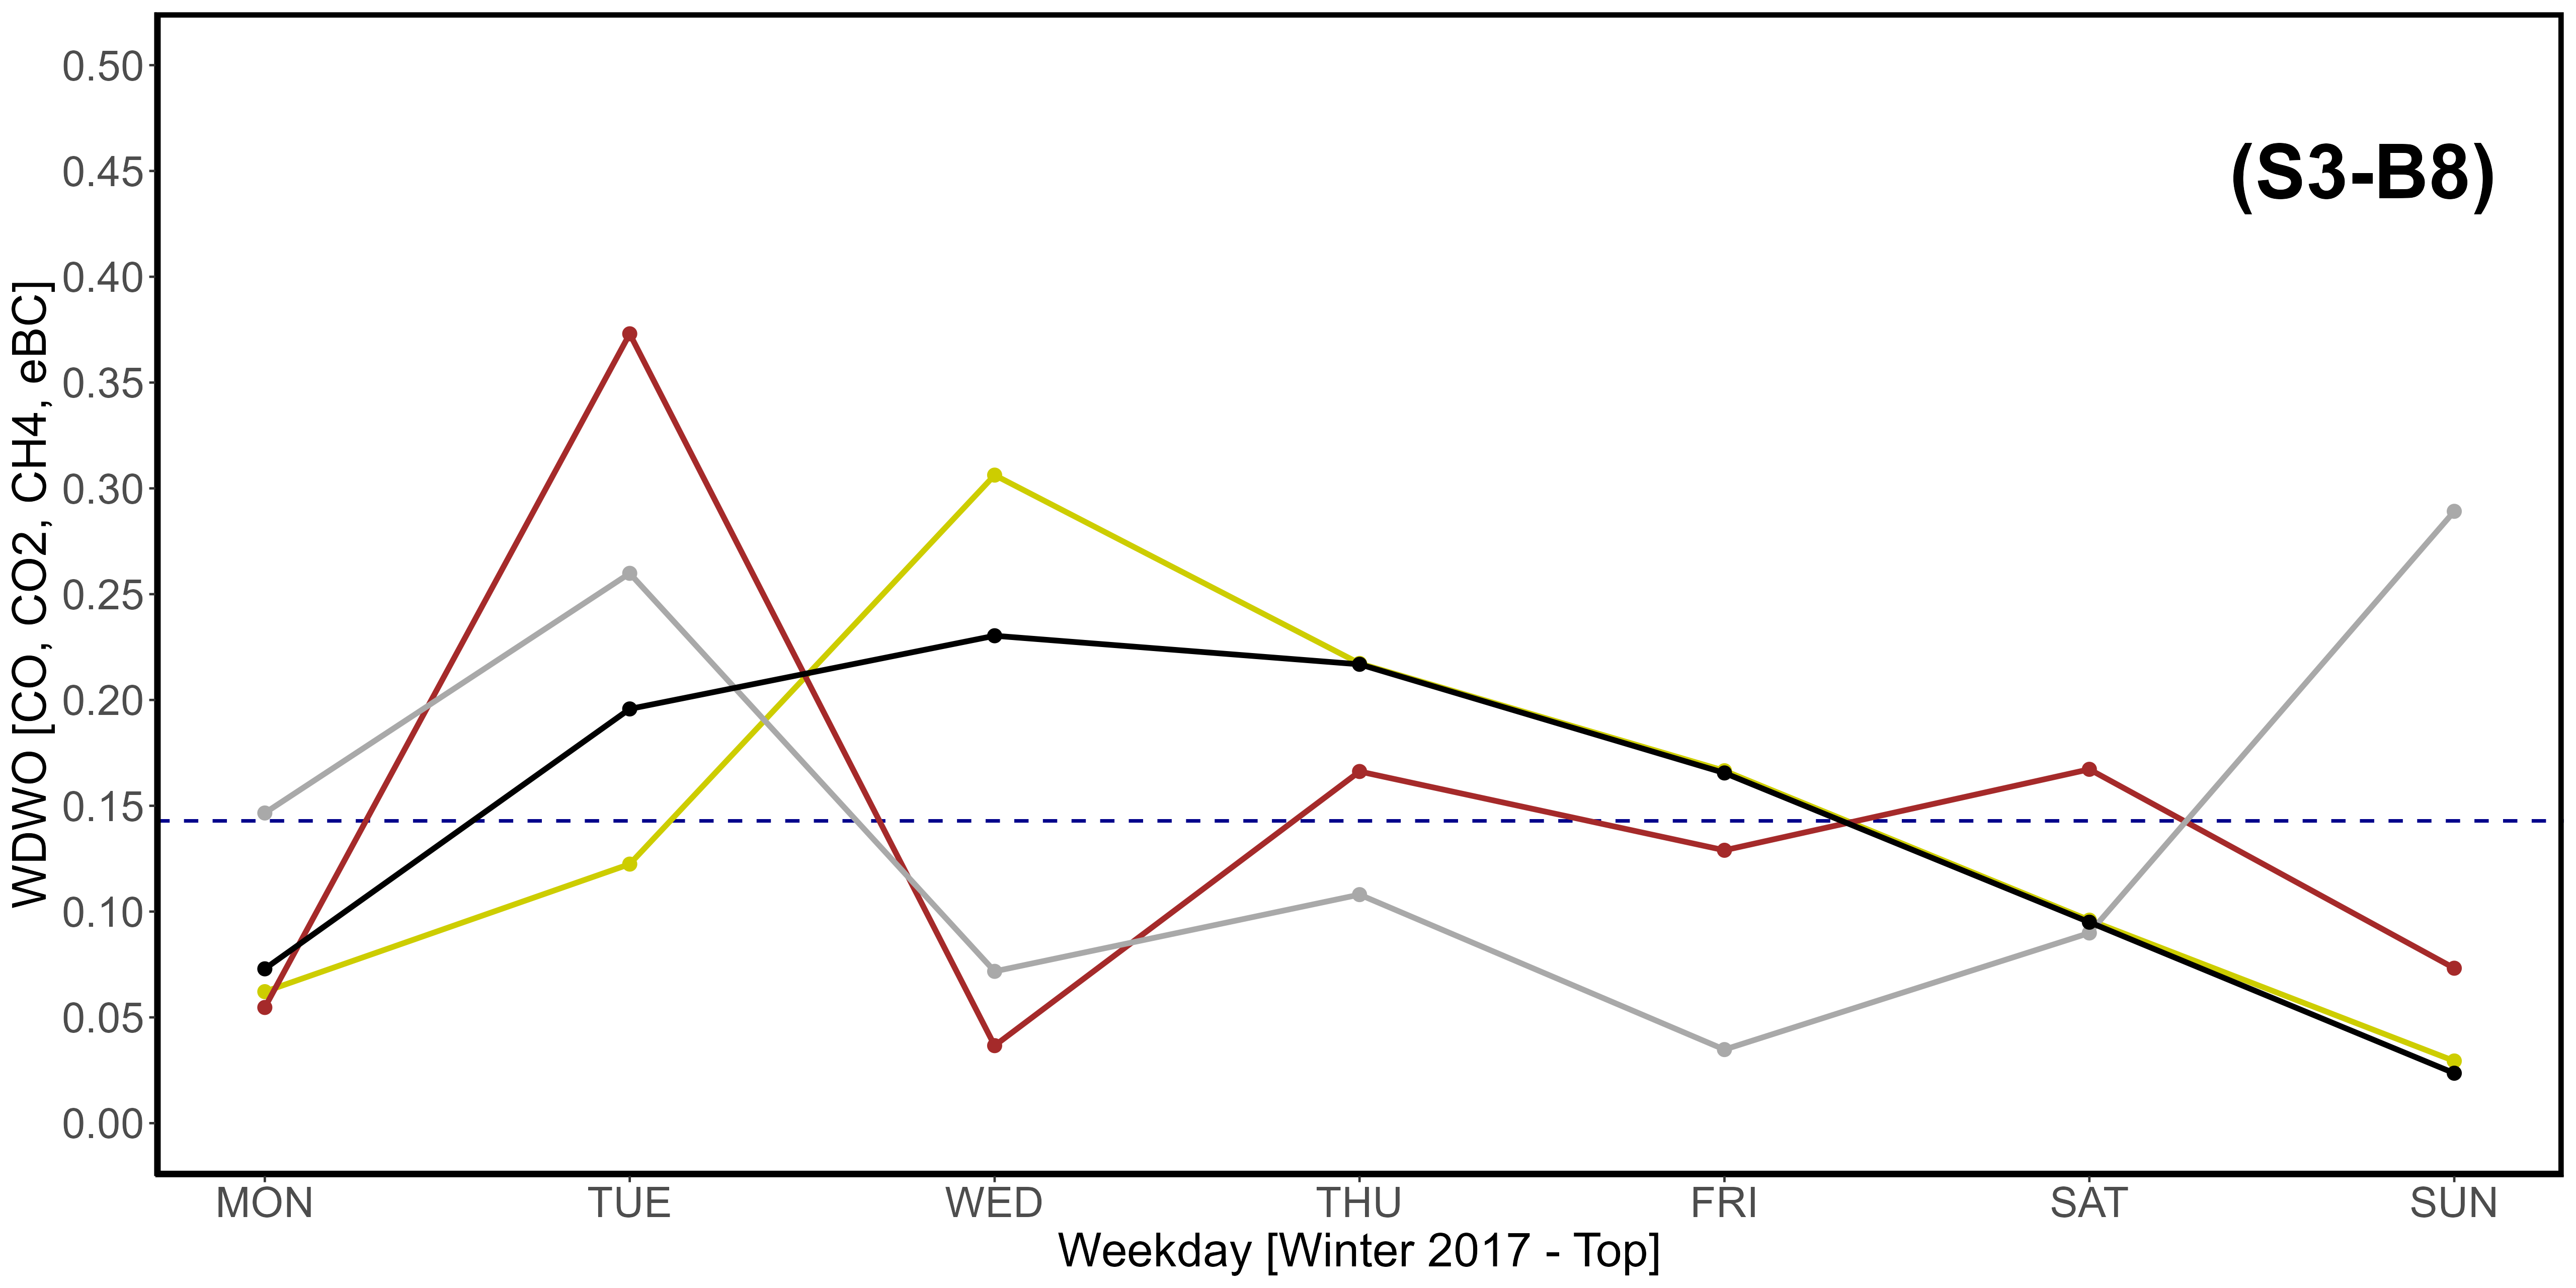 (S3-B8)
WDWO [CO, CO2, CH4, eBC]
0.50
0.45
0.40
0.35
0.30
0.25
0.20
0.15
0.10
0.05
0.00
MON TUE WED THU FRI SAT SUN
Weekday [Winter 2017 - Top]